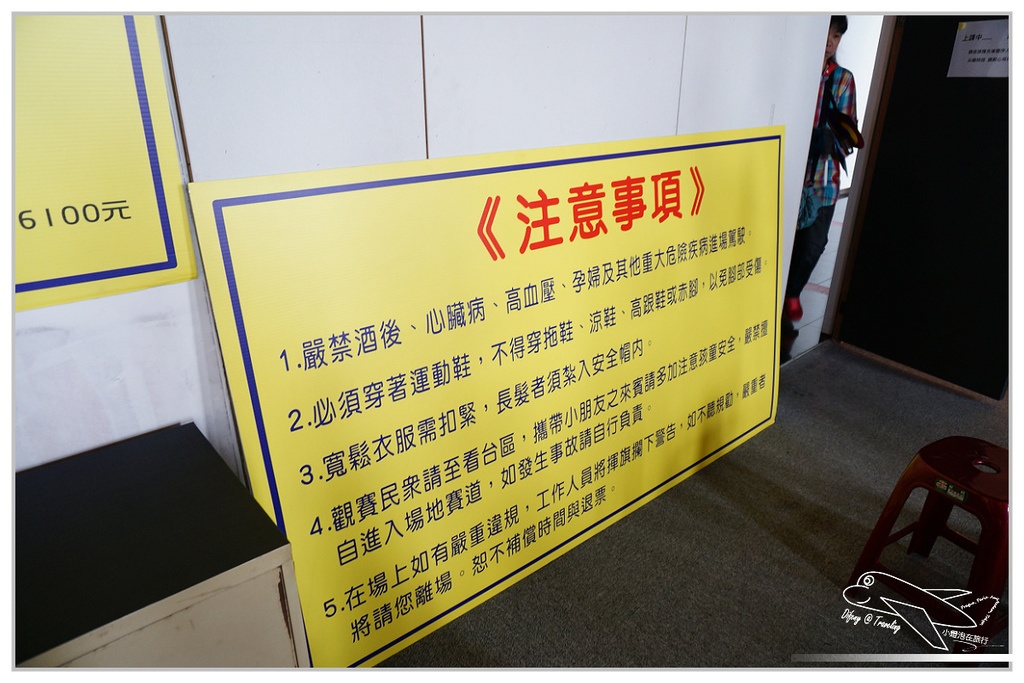 6100元
《注意事項》
1.嚴禁酒後、心臟病、高血壓、孕婦及其他重大危險疾病進場駕駛。
2.必須穿著運動鞋，不得穿拖鞋、涼鞋、高跟鞋或赤腳，以免腳部受傷。
3.寬鬆衣服需扣緊，長髮者須紮入安全帽內。
4.觀賽民衆請至看台區，攜帶小朋友之來賓請多加注意孩童安全，嚴禁擅
自進入場地賽道，如發生事故請自行負責。
5.在場上如有嚴重違規，工作人員將揮旗攔下警告，如不聽規勸，嚴重者
將請您離場。恕不補償時間與退票。
上課中......
Difeny @ Traveling
小燈泡在旅行